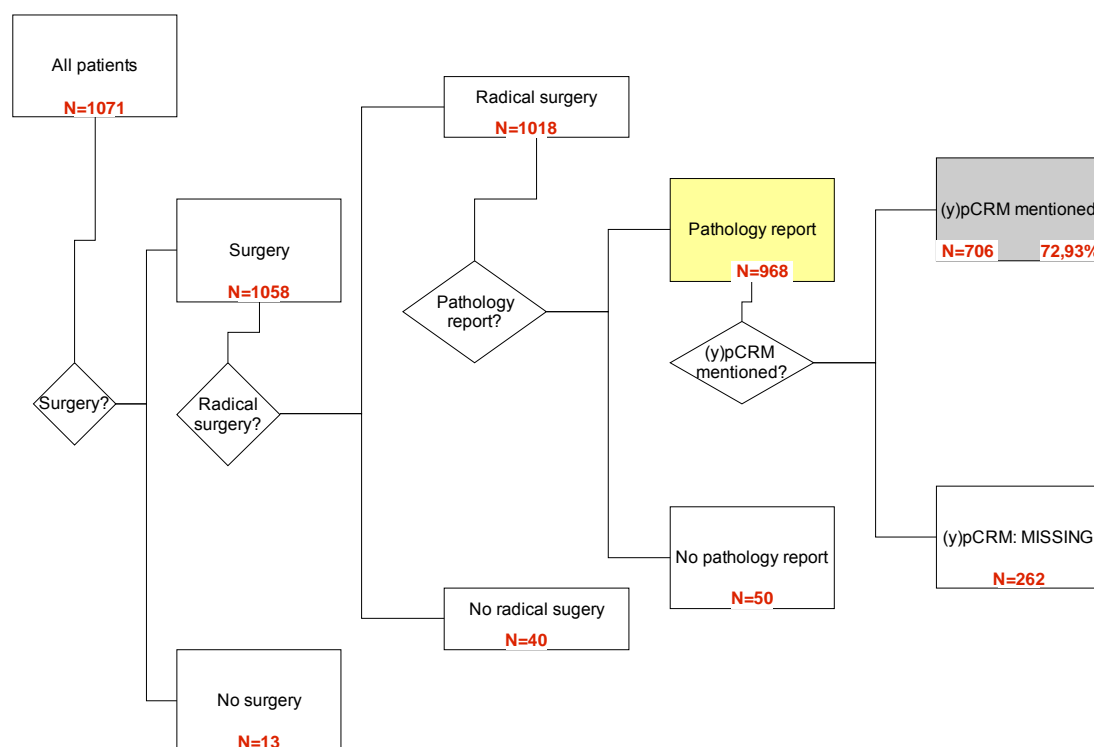 All patients
N=1071
Surgery?
Surgery
N=1058
Radical
surgery?
No surgery
N=13
Radical surgery
N=1018
Pathology
report?
No radical sugery
N=40
Pathology report
N=968
(y)pCRM
mentioned?
No pathology report
N=50
(y)pCRM mentioned
N=706 72,93%
(y)pCRM: MISSING
N=262